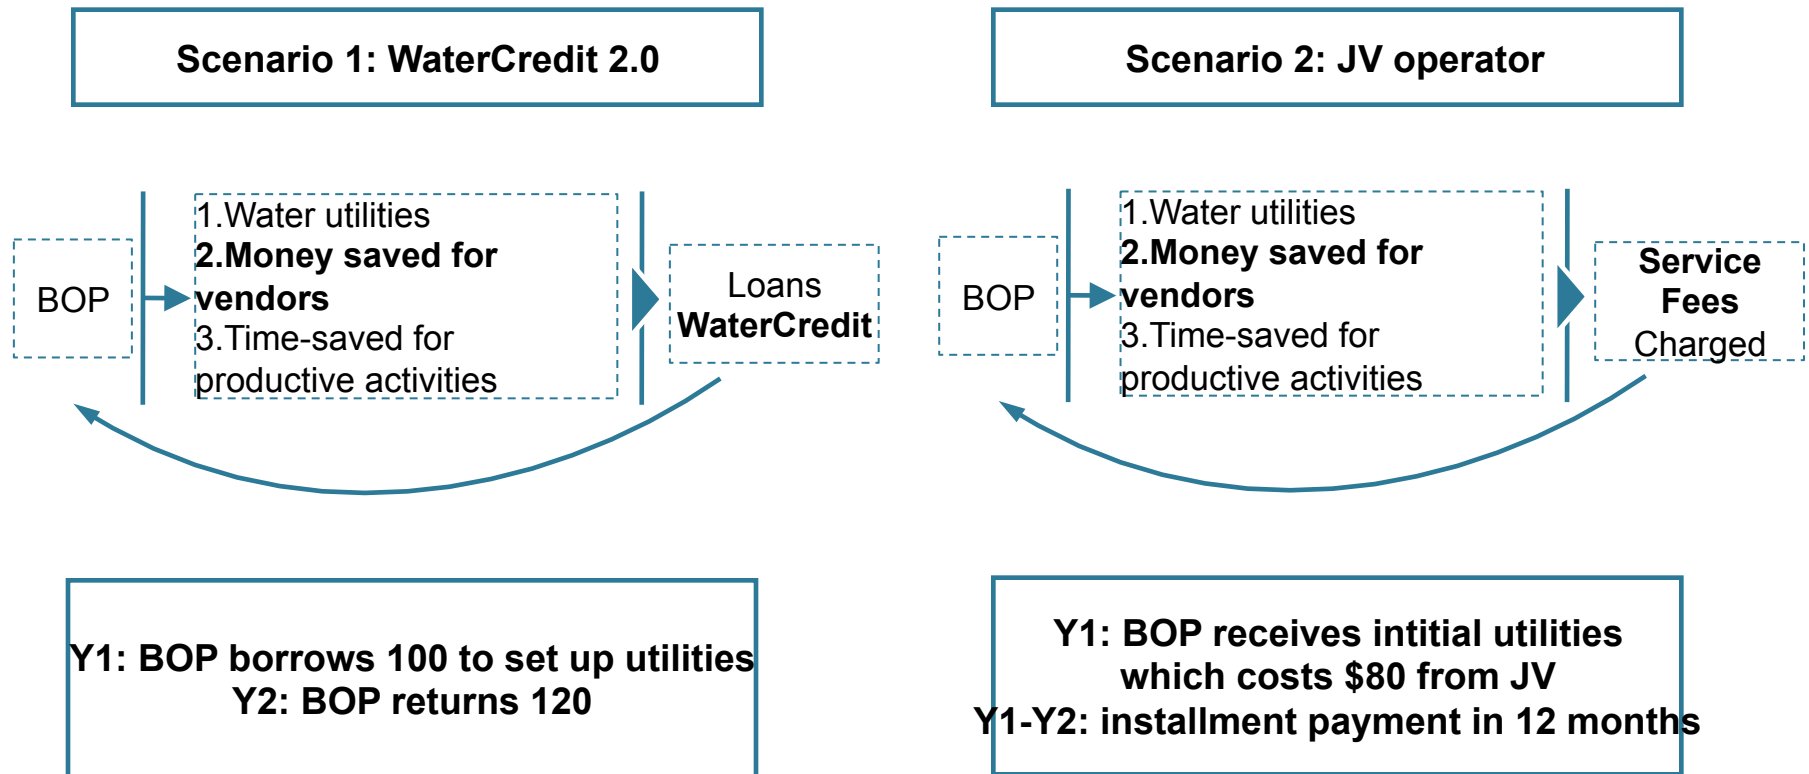 Scenario 1: WaterCredit 2.0
BOP
1.Water utilities
2.Money saved for
vendors
3.Time-saved for
productive activities
Loans
WaterCredit
Y1: BOP borrows 100 to set up utilities
Y2: BOP returns 120
Scenario 2: JV operator
BOP
1.Water utilities
2.Money saved for
vendors
3.Time-saved for
productive activities
Service
Fees
Charged
Y1: BOP receives intitial utilities
which costs $80 from JV
Y1-Y2: installment payment in 12 months